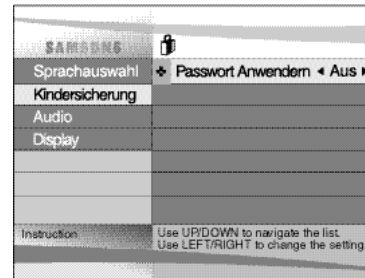 SAMSUNG
Sprachauswahl
Passwort Anwendem ◄ Aus ►
Kindersicherung
Audio
Display
Instruction
Use UP/DOWN to navigate the list.
Use LEFT/RIGHT to change the setting.